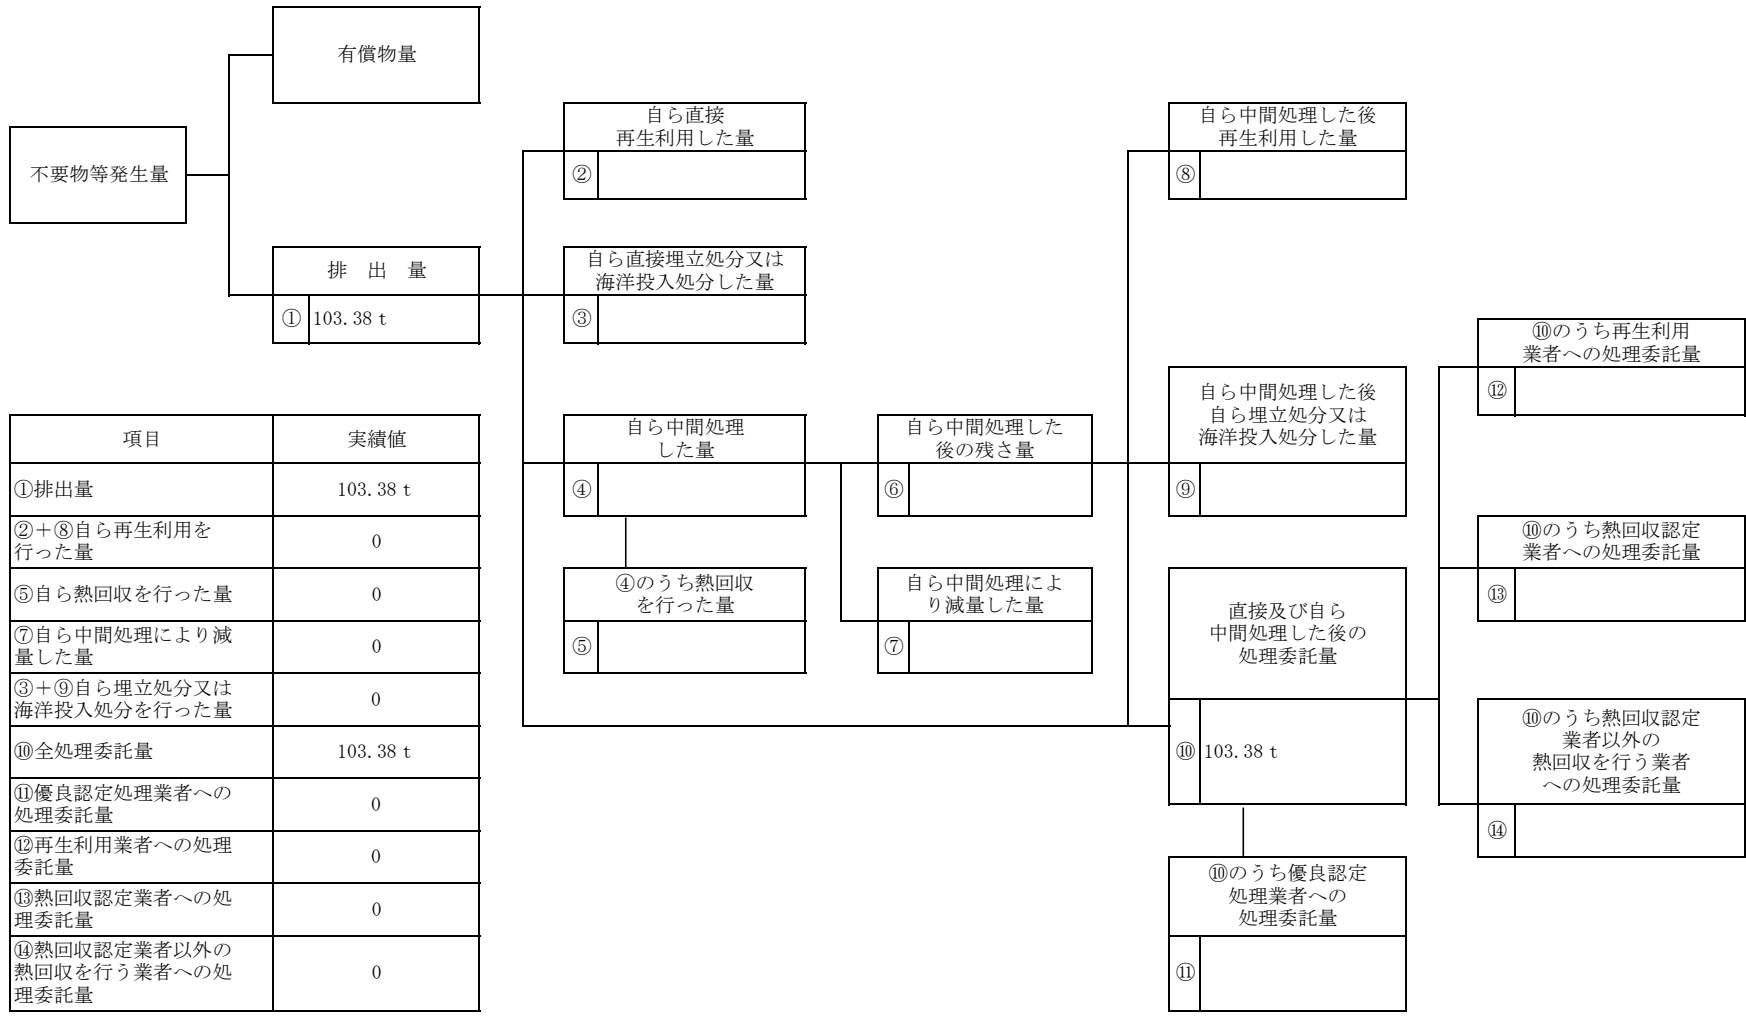 有償物量
不要物等発生量
排　出　量
① 103.38 t
自ら直接
再生利用した量
②
自ら直接埋立処分又は
海洋投入処分した量
③
自ら中間処理
した量
④
④のうち熱回収
を行った量
⑤
自ら中間処理した
後の残さ量
⑥
自ら中間処理によ
り減量した量
⑦
自ら中間処理した後
再生利用した量
⑧
自ら中間処理した後
自ら埋立処分又は
海洋投入処分した量
⑨
直接及び自ら
中間処理した後の
処理委託量
⑩ 103.38 t
⑩のうち優良認定
処理業者への
処理委託量
⑪
⑩のうち再生利用
業者への処理委託量
⑫
⑩のうち熱回収認定
業者への処理委託量
⑬
⑩のうち熱回収認定
業者以外の
熱回収を行う業者
への処理委託量
⑭
項目 実績値
①排出量 103.38 t
②+⑧自ら再生利用を
行った量 0
⑤自ら熱回収を行った量 0
⑦自ら中間処理により減
量した量 0
③+⑨自ら埋立処分又は
海洋投入処分を行った量 0
⑩全処理委託量 103.38 t
⑪優良認定処理業者への
処理委託量 0
⑫再生利用業者への処理
委託量 0
⑬熱回収認定業者への処
理委託量 0
⑭熱回収認定業者以外の
熱回収を行う業者への処
理委託量 0